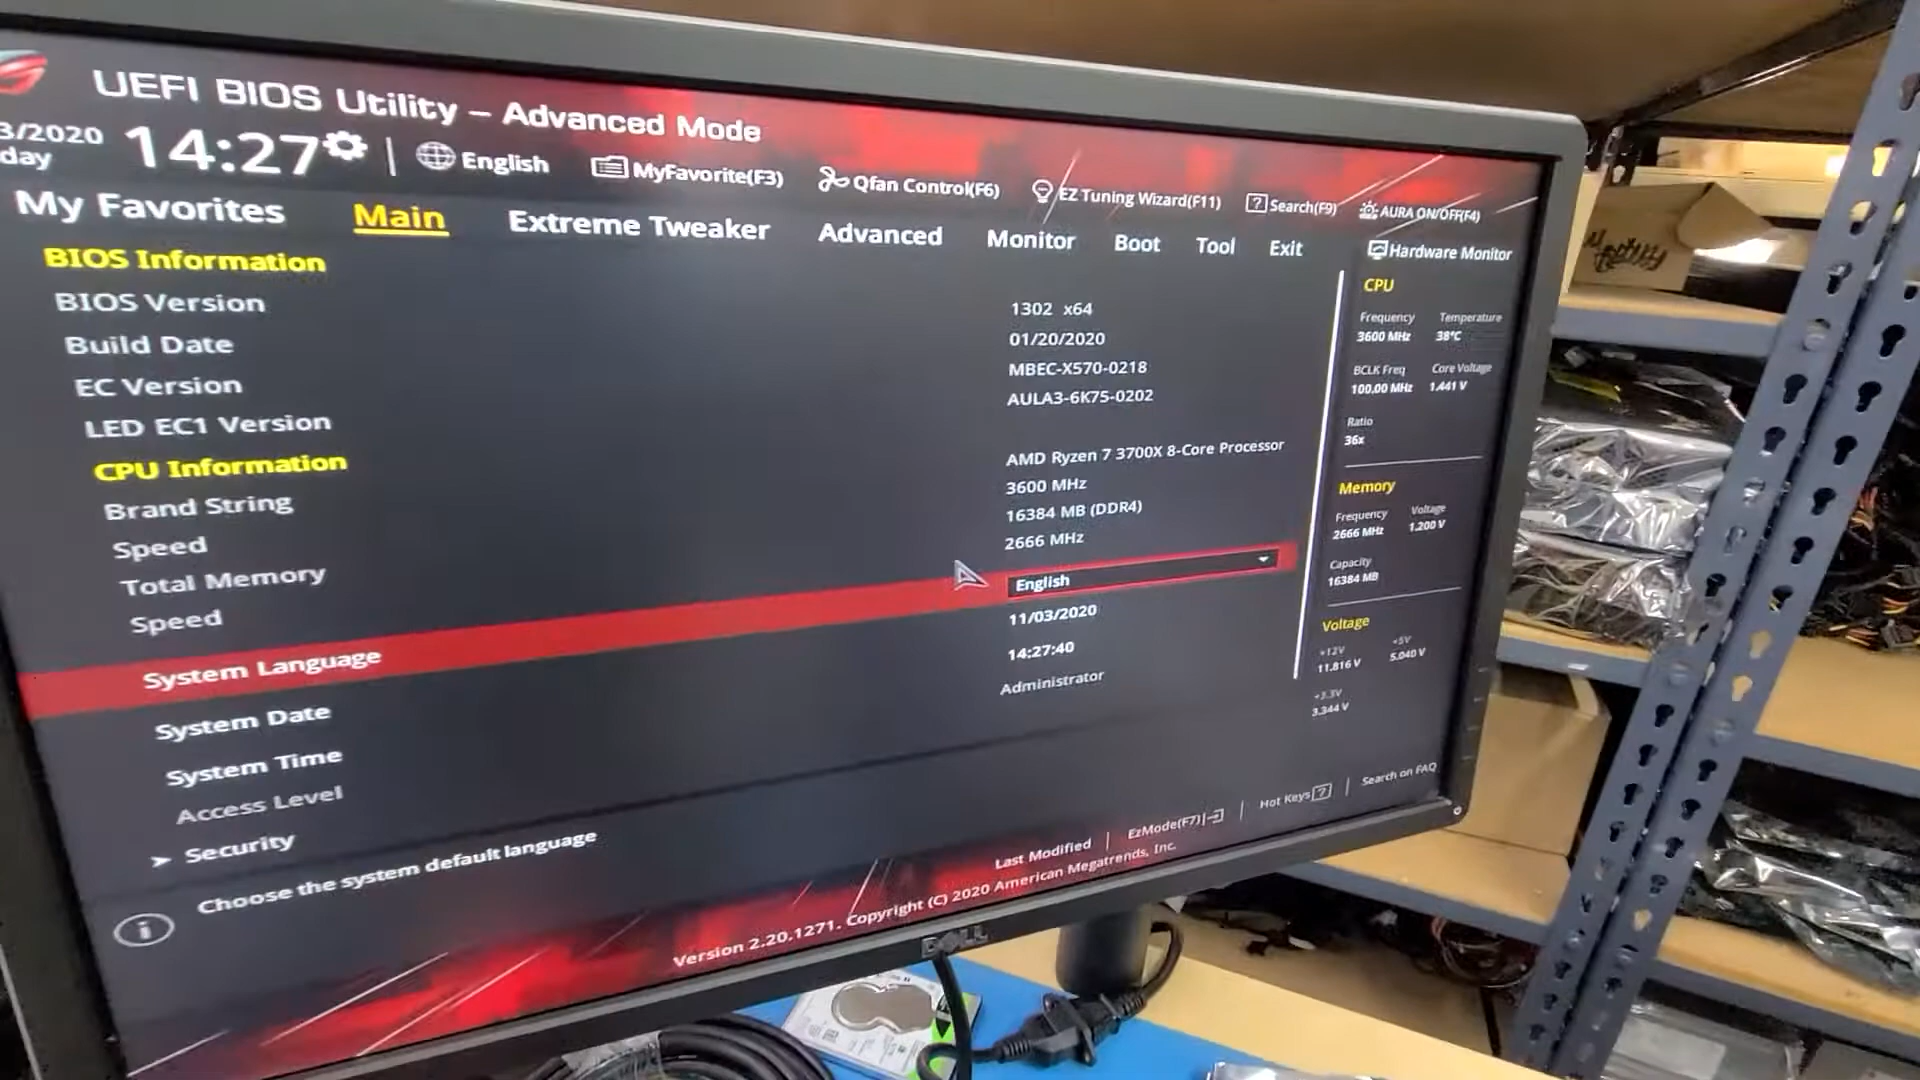 UEFI BIOS Utility – Advanced Mode
3/2020
day
14:27
English
MyFavorite(F3)
Qfan Control(F6)
EZ Tuning Wizard(F11)
Search(F9)
AURA ON/OFF(F4)
My Favorites
Main
Extreme Tweaker
Advanced
Monitor
Boot
Tool
Exit
Hardware Monitor
BIOS Information
BIOS Version
1302 x64
Build Date
01/20/2020
EC Version
MBEC-X570-0218
LED EC1 Version
AULA3-6K75-0202
CPU Information
Brand String
AMD Ryzen 7 3700X 8-Core Processor
Speed
3600 MHz
Total Memory
16384 MB (DDR4)
Speed
2666 MHz
System Language
English
System Date
11/03/2020
System Time
14:27:40
Access Level
Administrator
Security
Choose the system default language
CPU
Frequency Temperature
3600 MHz 38°C
BCLK Freq Core Voltage
100.00 MHz 1.441 V
Ratio
36x
Memory
Frequency Voltage
2666 MHz 1.200 V
Capacity
16384 MB
Voltage
+12V +5V
11.816 V 5.040 V
+3.3V
3.344 V
Last Modified
EzMode(F7)
Hot Keys ?
Search on FAQ
Version 2.20.1271. Copyright (C) 2020 American Megatrends, Inc.
DELL